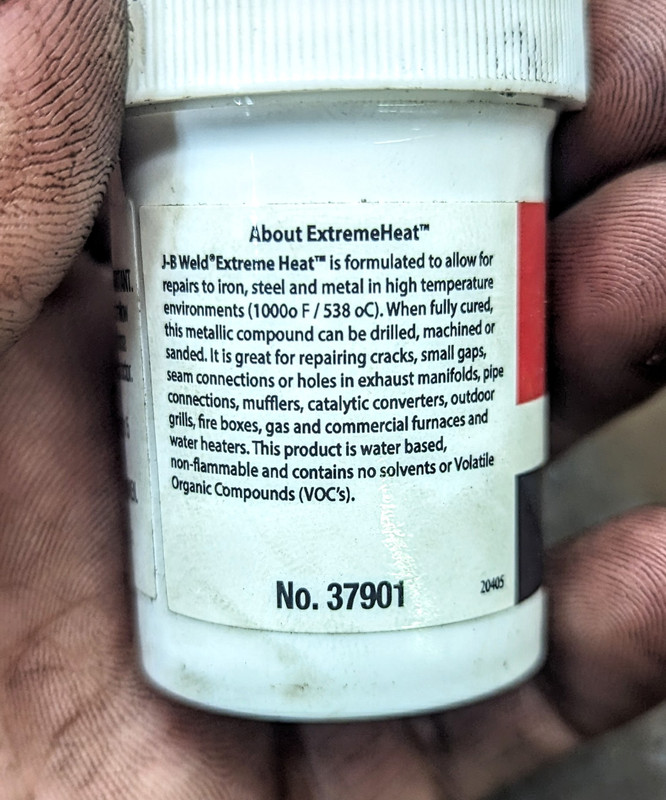 About ExtremeHeat™
J-B Weld®Extreme Heat™ is formulated to allow for
repairs to iron, steel and metal in high temperature
environments (1000o F / 538 oC). When fully cured,
this metallic compound can be drilled, machined or
sanded. It is great for repairing cracks, small gaps,
seam connections or holes in exhaust manifolds, pipe
connections, mufflers, catalytic converters, outdoor
grills, fire boxes, gas and commercial furnaces and
water heaters. This product is water based,
non-flammable and contains no solvents or Volatile
Organic Compounds (VOC's).
No. 37901
20405